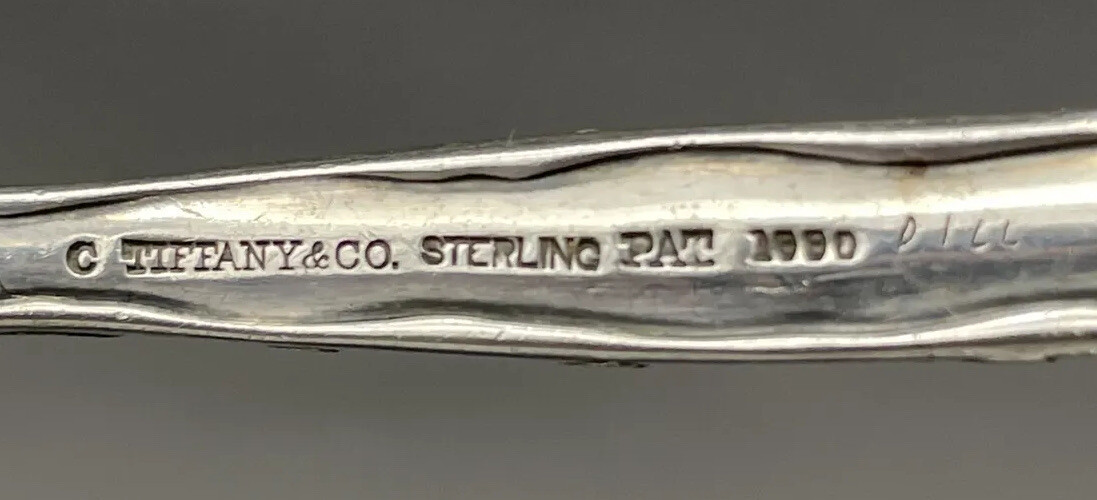 C TIFFANY & CO. STERLING PAT. 1880